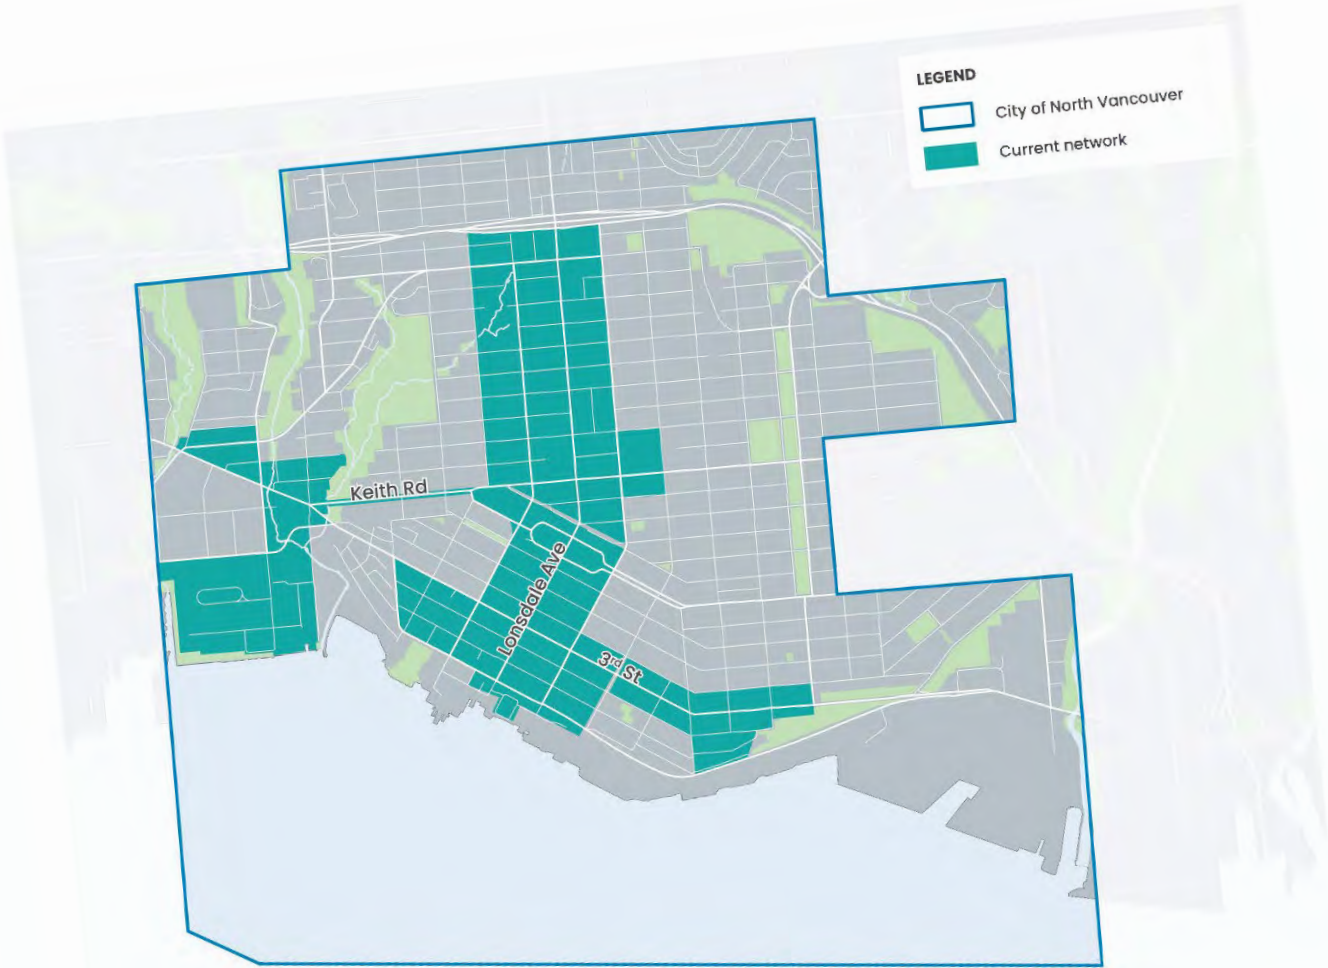 LEGEND
City of North Vancouver
Current network
Keith Rd
Lonsdale Ave
3rd St